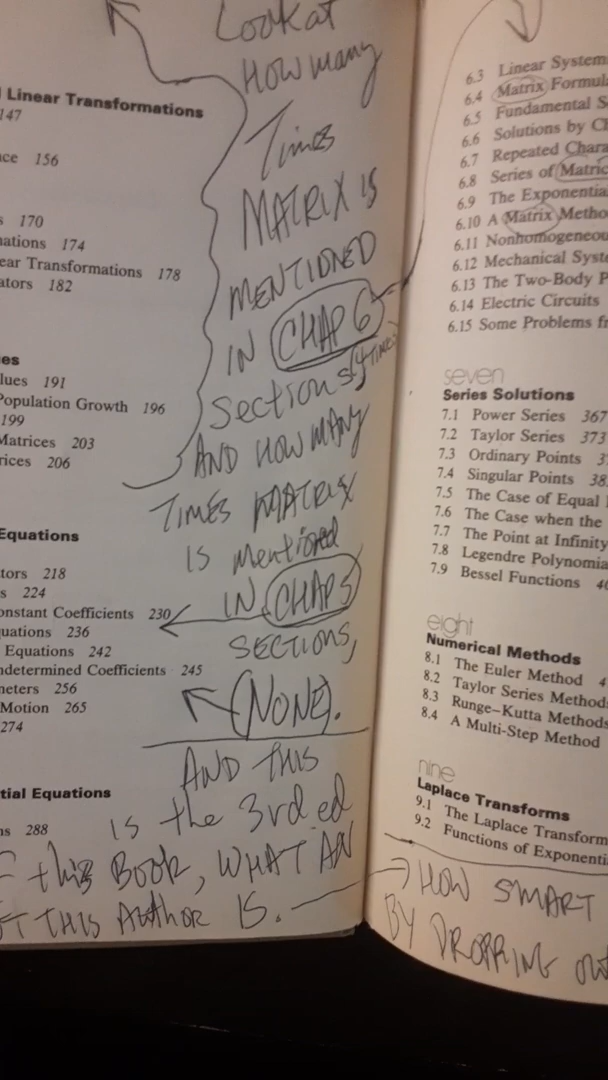 Linear Transformations
147
156
170
174
ear Transformations 178
182
lues 191
Population Growth 196
199
Matrices 203
rices 206
Equations
tors 218
224
onstant Coefficients 230
uations 236
Equations 242
ndetermined Coefficients 245
meters 256
Motion 265
274
tial Equations
ns 288
Look at
How many
Times
MATRIX IS
MENTIONED
IN CHAP 6
Sections (4 TIMES)
AND HOW MANY
TIMES MATRIX
IS mentioned
IN CHAP 5
SECTIONS,
(NONE).
AND THIS
is the 3rd ed
this BOOK, WHAT AN
THIS AUTHOR IS.
6.3 Linear System
6.4 Matrix Formula
6.5 Fundamental S
6.6 Solutions by Ch
6.7 Repeated Chara
6.8 Series of Matric
6.9 The Exponentia
6.10 A Matrix Metho
6.11 Nonhomogeneou
6.12 Mechanical Syste
6.13 The Two-Body P
6.14 Electric Circuits
6.15 Some Problems fr
seven
Series Solutions
7.1 Power Series 367
7.2 Taylor Series 373
7.3 Ordinary Points 3
7.4 Singular Points 38
7.5 The Case of Equal
7.6 The Case when the
7.7 The Point at Infinity
7.8 Legendre Polynomia
7.9 Bessel Functions 40
eight
Numerical Methods
8.1 The Euler Method 4
8.2 Taylor Series Method
8.3 Runge–Kutta Methods
8.4 A Multi-Step Method
nine
Laplace Transforms
9.1 The Laplace Transform
9.2 Functions of Exponenti
HOW SMART
BY DROPPING OUT